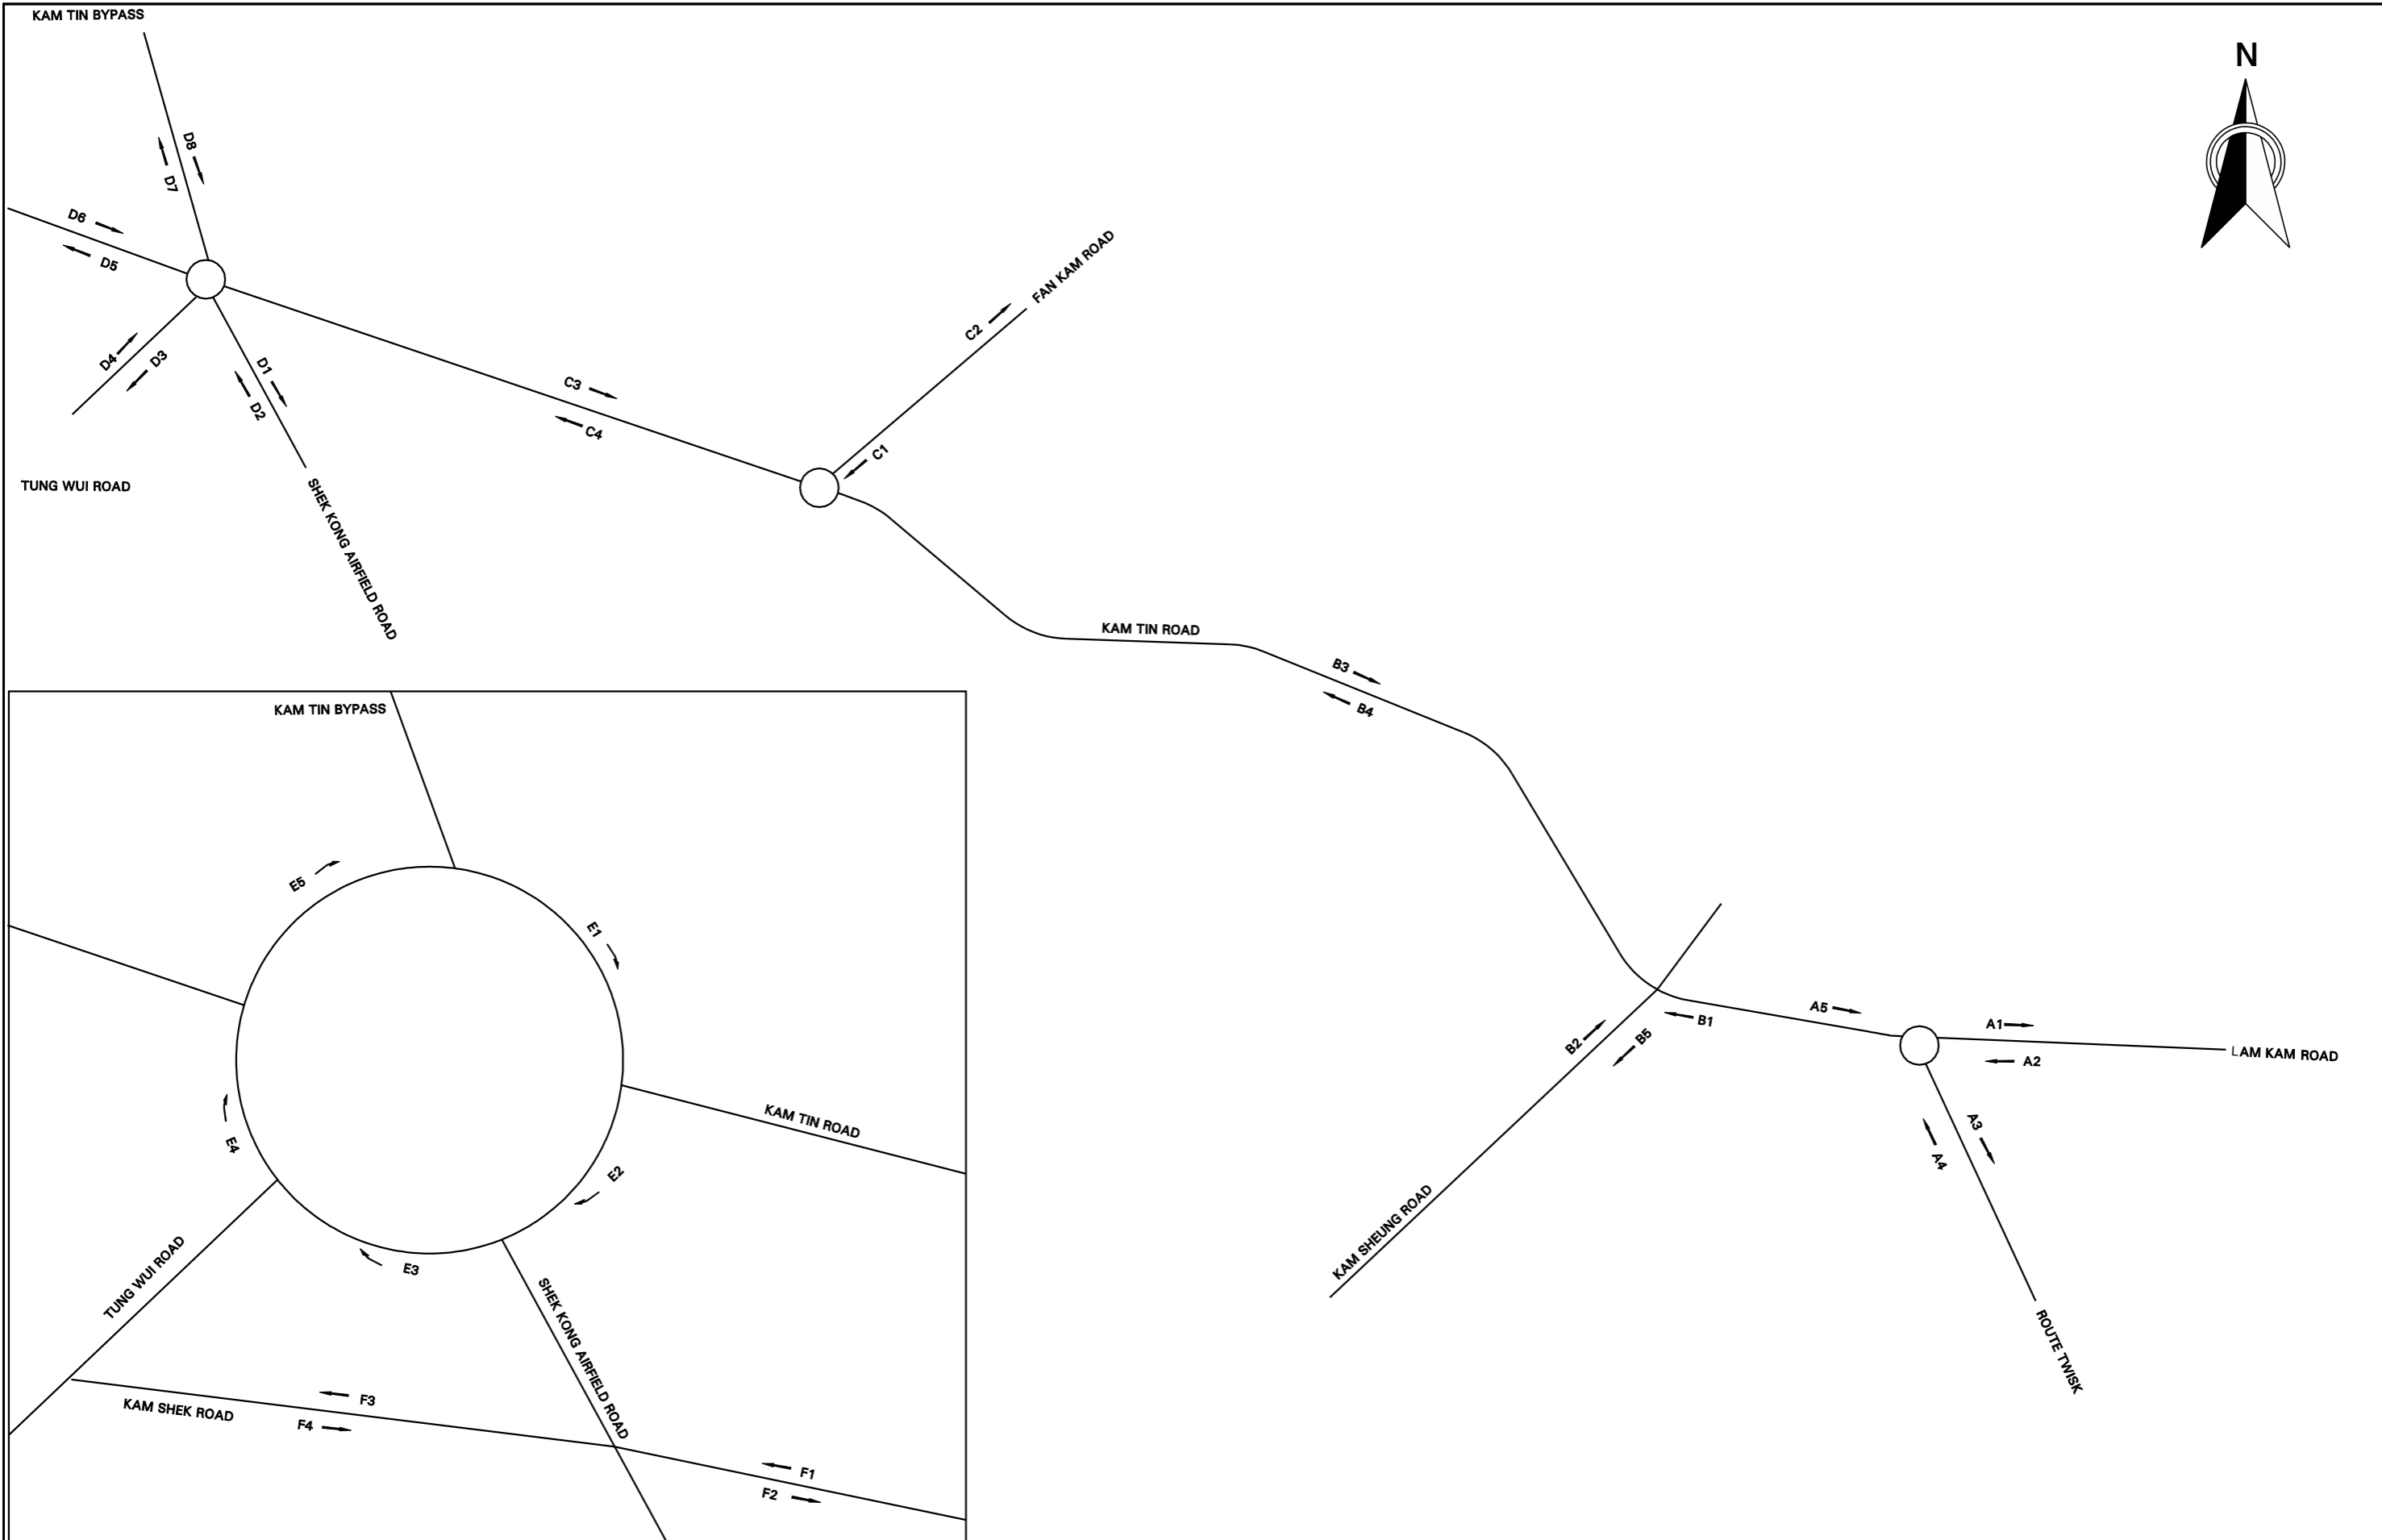 KAM TIN BYPASS
N
D8
D7
D6
D5
D4
D3
D1
D2
TUNG WUI ROAD
SHEK KONG AIRFIELD ROAD
C3
C4
C2
C1
FAN KAM ROAD
KAM TIN ROAD
B3
B4
B2
B5
B1
KAM SHEUNG ROAD
A5
A1
A2
LAM KAM ROAD
A3
A4
ROUTE TWISK
KAM TIN BYPASS
E5
E1
E4
E3
E2
KAM TIN ROAD
TUNG WUI ROAD
SHEK KONG AIRFIELD ROAD
KAM SHEK ROAD
F3
F4
F1
F2